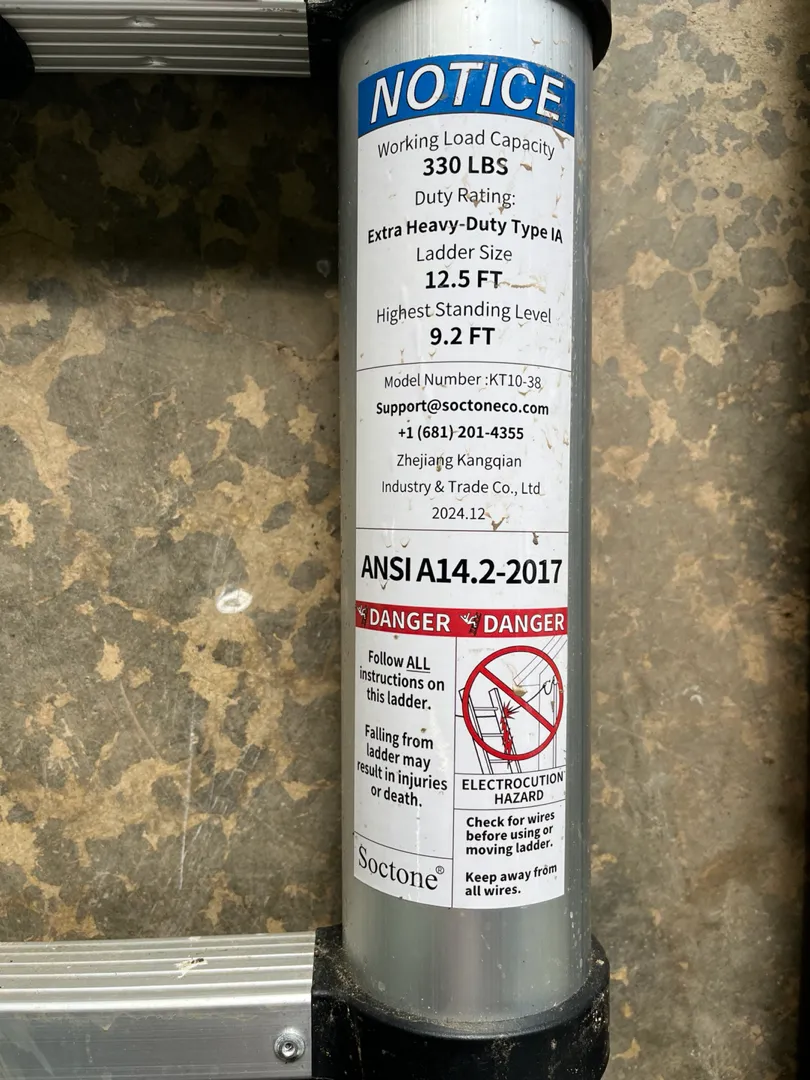 NOTICE
Working Load Capacity
330 LBS
Duty Rating:
Extra Heavy-Duty Type IA
Ladder Size
12.5 FT
Highest Standing Level
9.2 FT
Model Number :KT10-38
Support@soctoneco.com
+1 (681) 201-4355
Zhejiang Kangqian
Industry & Trade Co., Ltd
2024.12
ANSI A14.2-2017
DANGER DANGER
Follow ALL
instructions on
this ladder.
Falling from
ladder may
result in injuries
or death.
Soctone®
ELECTROCUTION
HAZARD
Check for wires
before using or
moving ladder.
Keep away from
all wires.